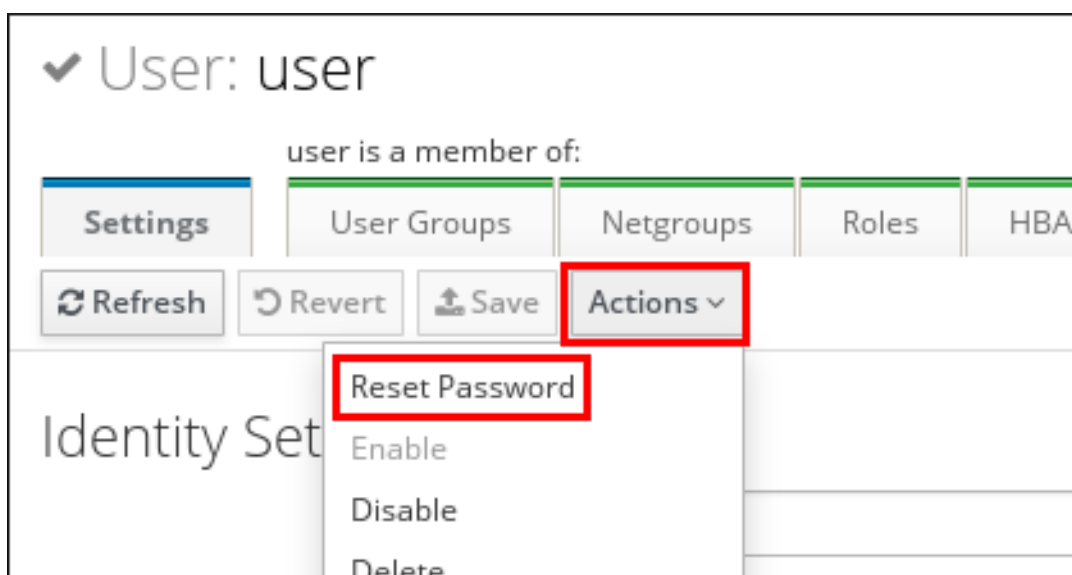 User: user
user is a member of:
Settings User Groups Netgroups Roles HBA
Refresh Revert Save Actions
Reset Password
Identity Set
Enable
Disable
Delete